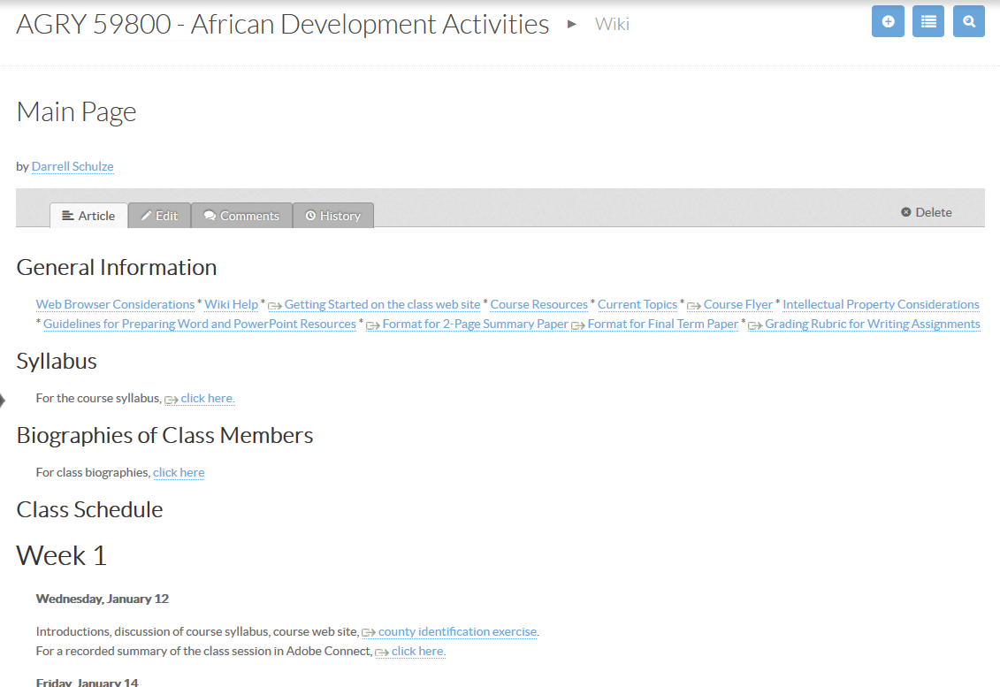 AGRY 59800 - African Development Activities ► Wiki
Main Page
by Darrell Schulze
Article Edit Comments History Delete
General Information
Web Browser Considerations * Wiki Help * Getting Started on the class web site * Course Resources * Current Topics * Course Flyer * Intellectual Property Considerations
* Guidelines for Preparing Word and PowerPoint Resources * Format for 2-Page Summary Paper Format for Final Term Paper * Grading Rubric for Writing Assignments
Syllabus
For the course syllabus, click here.
Biographies of Class Members
For class biographies, click here
Class Schedule
Week 1
Wednesday, January 12
Introductions, discussion of course syllabus, course web site, county identification exercise.
For a recorded summary of the class session in Adobe Connect, click here.
Friday, January 14